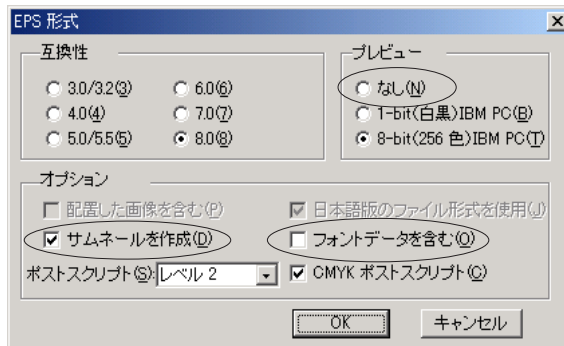 EPS 形式
互換性
3.0/3.2(3)
6.0(6)
4.0(4)
7.0(7)
5.0/5.5(5)
8.0(8)
プレビュー
なし(N)
1-bit(白黒)IBM PC(B)
8-bit(256 色)IBM PC(T)
オプション
配置した画像を含む(P)
日本語版のファイル形式を使用(J)
サムネールを作成(D)
フォントデータを含む(O)
ポストスクリプト(S):レベル 2
CMYK ポストスクリプト(C)
OK
キャンセル